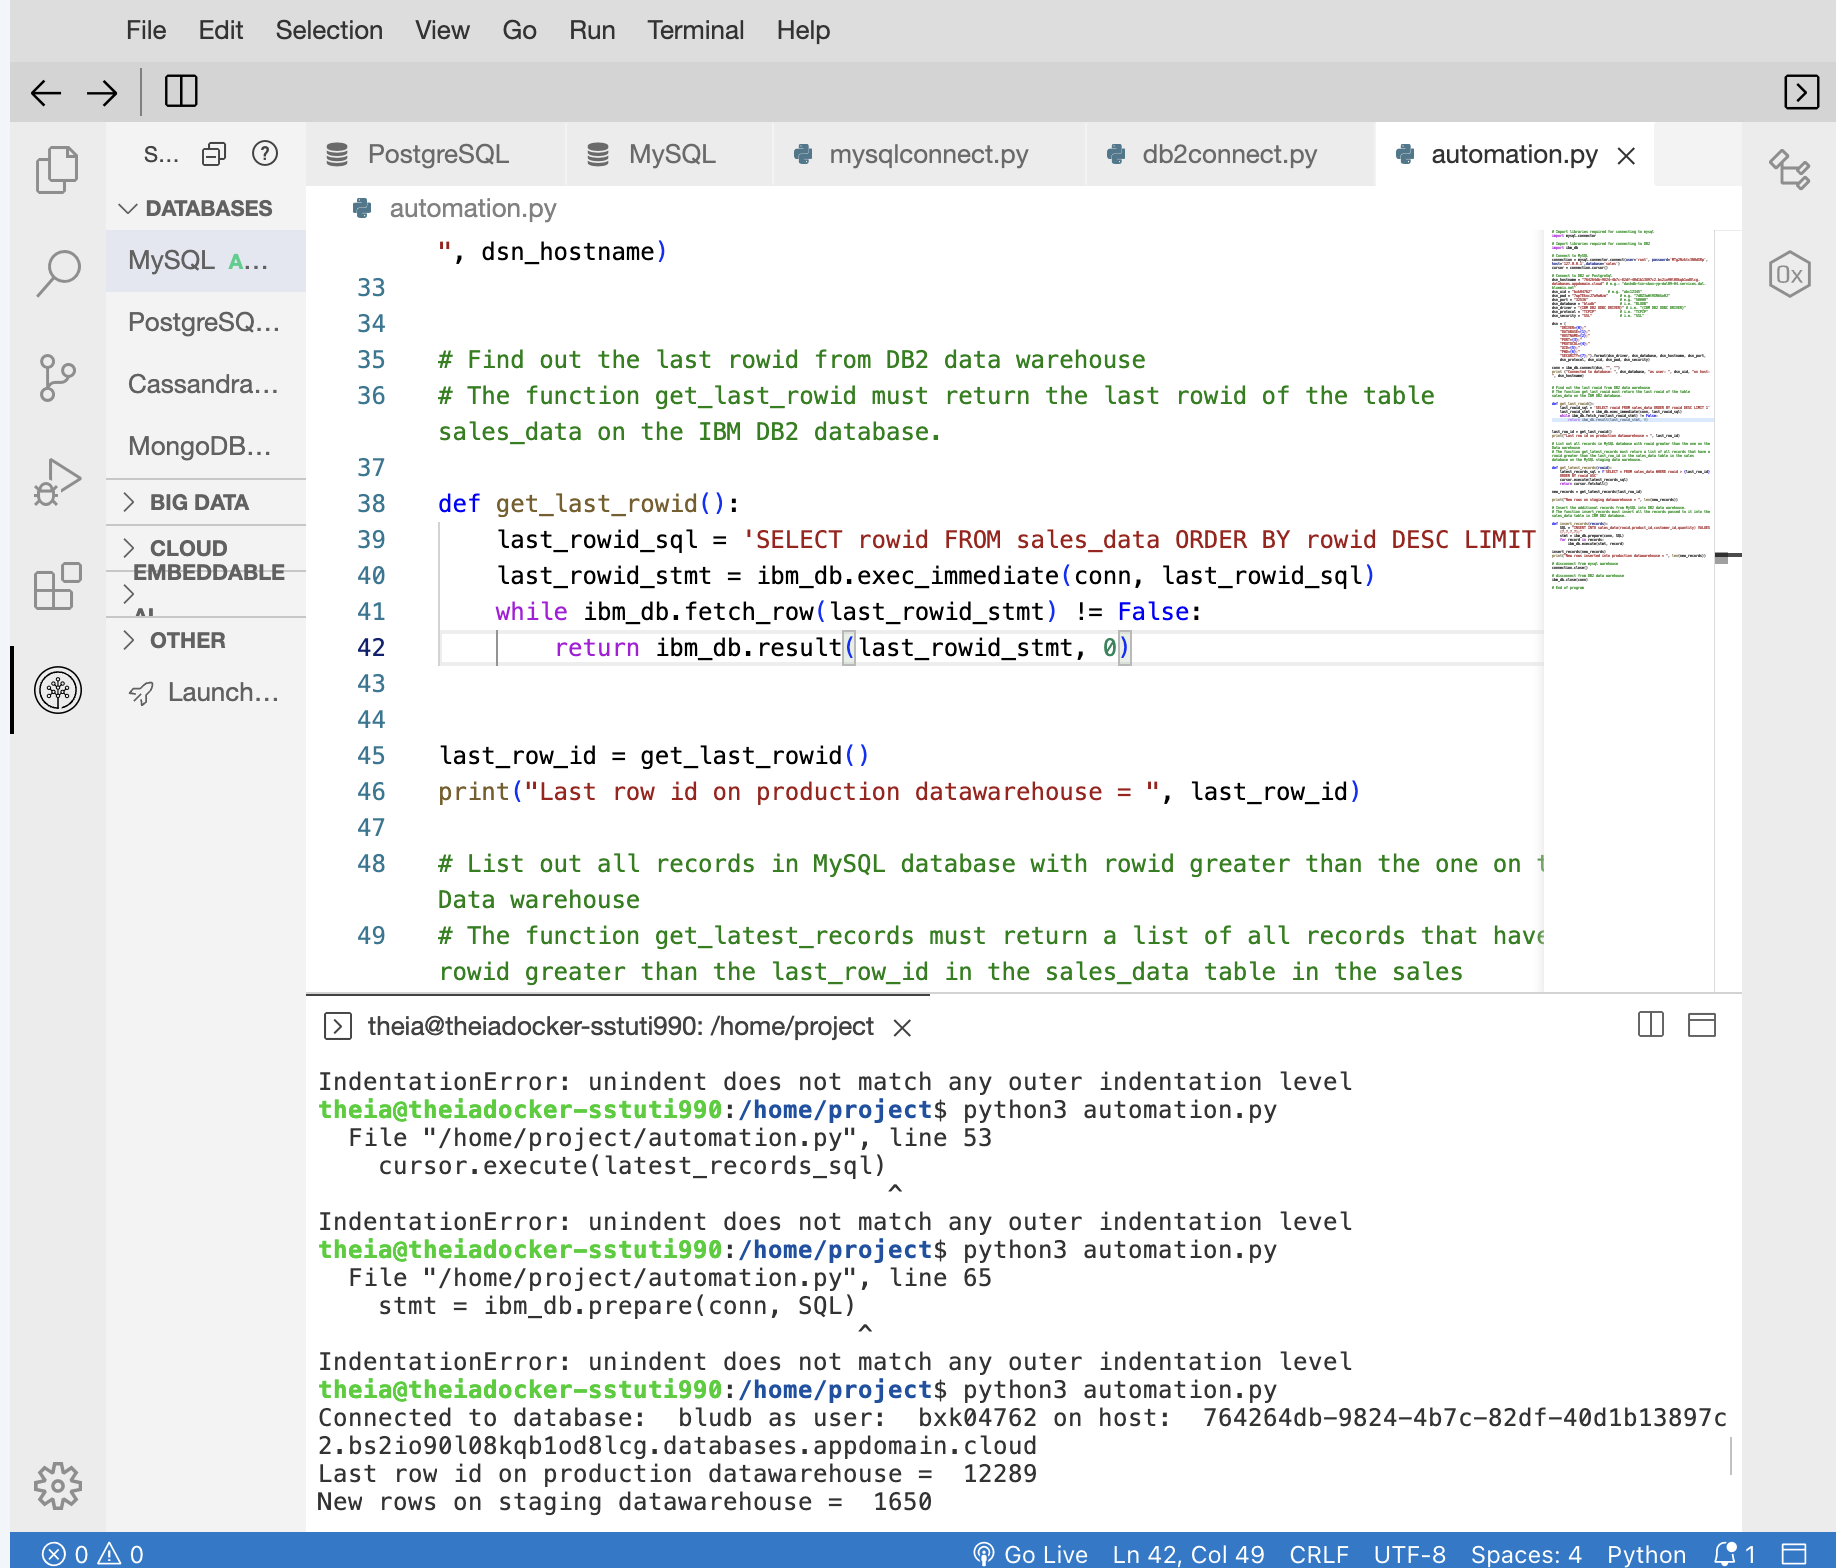 File Edit Selection View Go Run Terminal Help
S... 
PostgreSQL MySQL mysqlconnect.py db2connect.py automation.py
DATABASES
MySQL A...
PostgreSQ...
Cassandra...
MongoDB...
BIG DATA
CLOUD
EMBEDDABLE
AI
OTHER
Launch...
automation.py
", dsn_hostname)
33
34
35 # Find out the last rowid from DB2 data warehouse
36 # The function get_last_rowid must return the last rowid of the table
sales_data on the IBM DB2 database.
37
38 def get_last_rowid():
39 last_rowid_sql = 'SELECT rowid FROM sales_data ORDER BY rowid DESC LIMIT
40 last_rowid_stmt = ibm_db.exec_immediate(conn, last_rowid_sql)
41 while ibm_db.fetch_row(last_rowid_stmt) != False:
42 return ibm_db.result(last_rowid_stmt, 0)
43
44
45 last_row_id = get_last_rowid()
46 print("Last row id on production datawarehouse = ", last_row_id)
47
48 # List out all records in MySQL database with rowid greater than the one on t
Data warehouse
49 # The function get_latest_records must return a list of all records that have
rowid greater than the last_row_id in the sales_data table in the sales
0x
theia@theiadocker-sstuti990: /home/project
IndentationError: unindent does not match any outer indentation level
theia@theiadocker-sstuti990:/home/project$ python3 automation.py
File "/home/project/automation.py", line 53
cursor.execute(latest_records_sql)
^
IndentationError: unindent does not match any outer indentation level
theia@theiadocker-sstuti990:/home/project$ python3 automation.py
File "/home/project/automation.py", line 65
stmt = ibm_db.prepare(conn, SQL)
^
IndentationError: unindent does not match any outer indentation level
theia@theiadocker-sstuti990:/home/project$ python3 automation.py
Connected to database:  bludb as user:  bxk04762 on host:  764264db-9824-4b7c-82df-40d1b13897c
2.bs2io90l08kqb1od8lcg.databases.appdomain.cloud
Last row id on production datawarehouse =  12289
New rows on staging datawarehouse =  1650
0 0 Go Live Ln 42, Col 49 CRLF UTF-8 Spaces: 4 Python 1